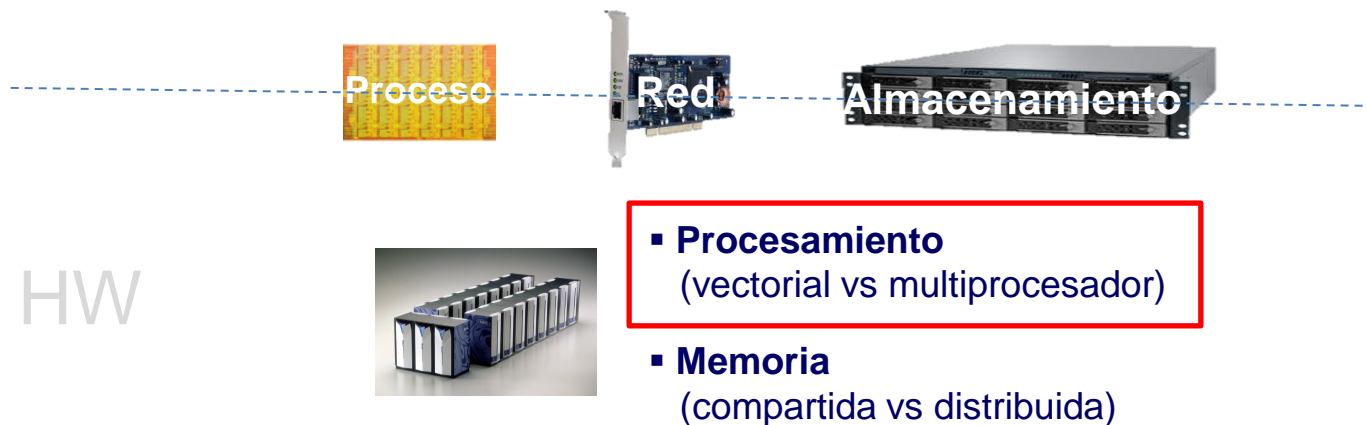 Proceso
Red
Almacenamiento
HW
▪ Procesamiento
(vectorial vs multiprocesador)
▪ Memoria
(compartida vs distribuida)